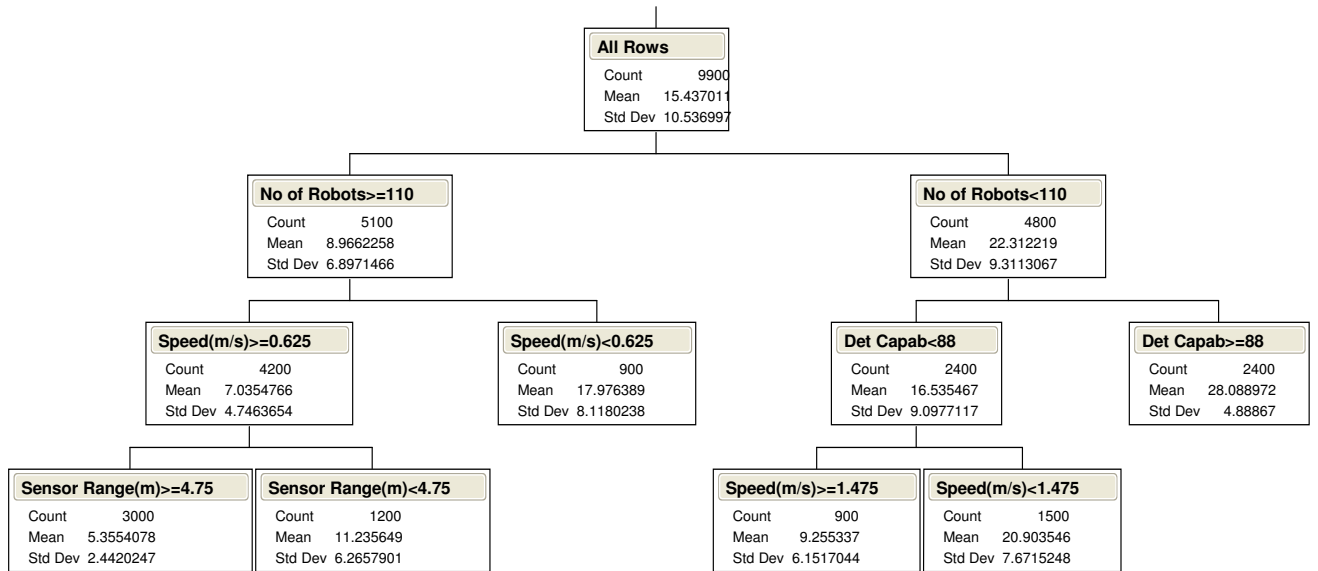 All Rows
Count 9900
Mean 15.437011
Std Dev 10.536997
No of Robots>=110
Count 5100
Mean 8.9662258
Std Dev 6.8971466
No of Robots<110
Count 4800
Mean 22.312219
Std Dev 9.3113067
Speed(m/s)>=0.625
Count 4200
Mean 7.0354766
Std Dev 4.7463654
Speed(m/s)<0.625
Count 900
Mean 17.976389
Std Dev 8.1180238
Det Capab<88
Count 2400
Mean 16.535467
Std Dev 9.0977117
Det Capab>=88
Count 2400
Mean 28.088972
Std Dev 4.88867
Sensor Range(m)>=4.75
Count 3000
Mean 5.3554078
Std Dev 2.4420247
Sensor Range(m)<4.75
Count 1200
Mean 11.235649
Std Dev 6.2657901
Speed(m/s)>=1.475
Count 900
Mean 9.255337
Std Dev 6.1517044
Speed(m/s)<1.475
Count 1500
Mean 20.903546
Std Dev 7.6715248